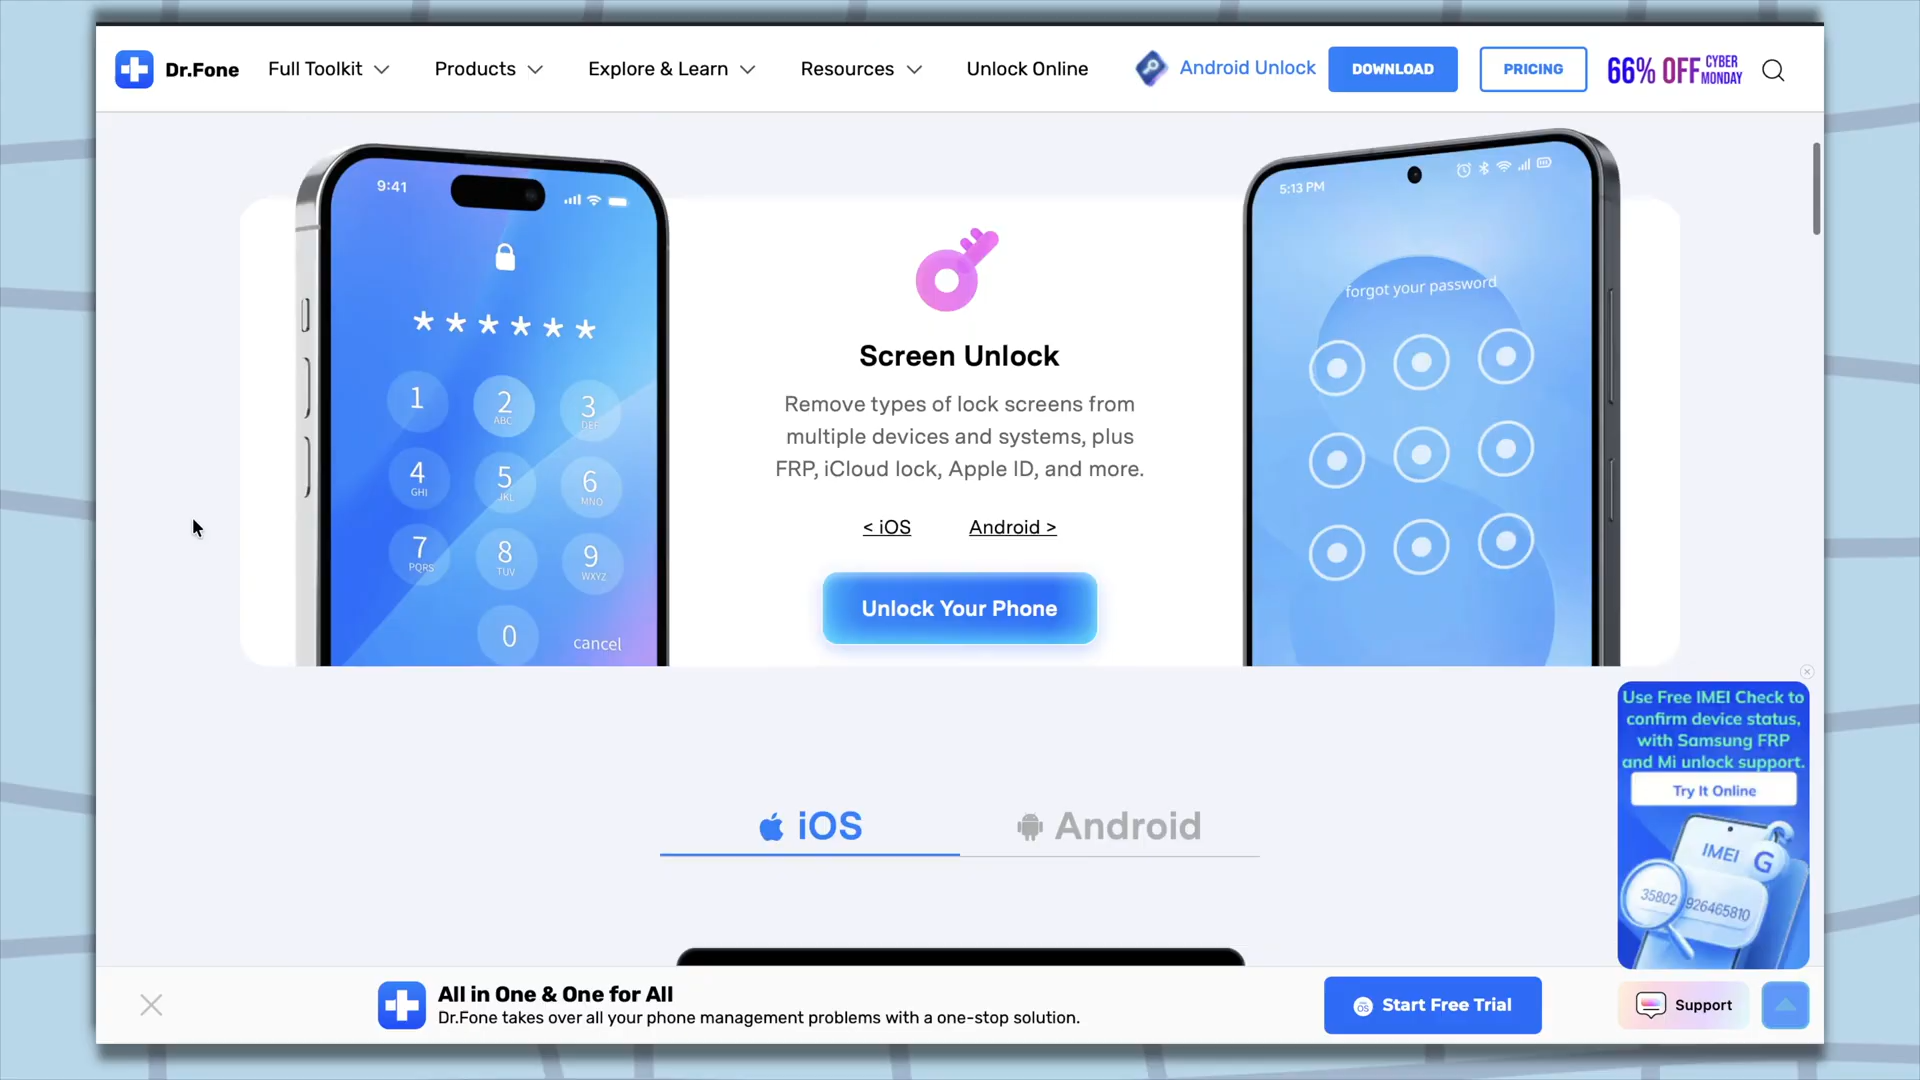 Dr.Fone
Full Toolkit
Products
Explore & Learn
Resources
Unlock Online
Android Unlock
DOWNLOAD
PRICING
66% OFF CYBER MONDAY
9:41
* * * * * *
1
2 ABC
3 DEF
4 GHI
5 JKL
6 MNO
7 PQRS
8 TUV
9 WXYZ
0
cancel
Screen Unlock
Remove types of lock screens from
multiple devices and systems, plus
FRP, iCloud lock, Apple ID, and more.
< iOS
Android >
Unlock Your Phone
5:13 PM
forgot your password
iOS
Android
Use Free IMEI Check to
confirm device status,
with Samsung FRP
and Mi unlock support.
Try It Online
IMEI
G
35802
926465810
All in One & One for All
Dr.Fone takes over all your phone management problems with a one-stop solution.
Start Free Trial
Support